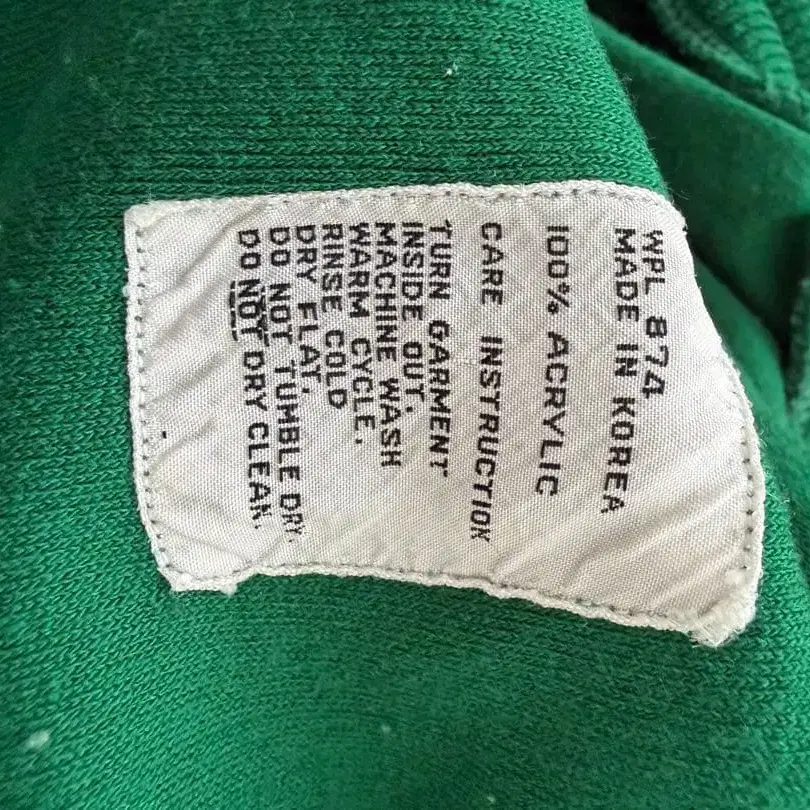 WPL 874
MADE IN KOREA
100% ACRYLIC
CARE INSTRUCTION
TURN GARMENT
INSIDE OUT.
MACHINE WASH
WARM CYCLE.
RINSE COLD
DRY FLAT.
DO NOT TUMBLE DRY.
DO NOT DRY CLEAN.